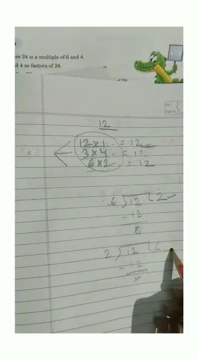 24 is a multiple of 6 and 4
4 as factors of 24.
12
12 x 1 = 12
3 x 4 = 12
6 x 2 = 12
6 ) 12 ( 2
- 12
0
2 ) 12 ( 6
- 12